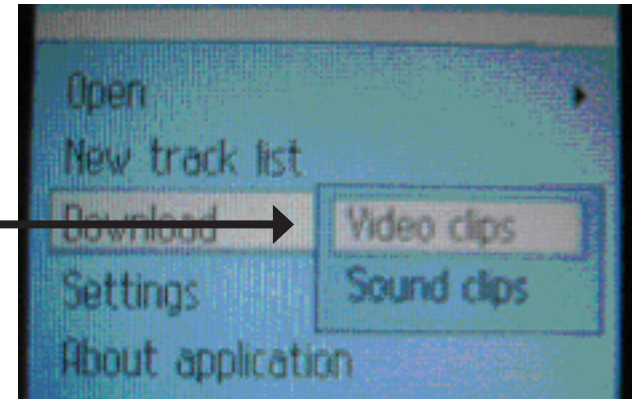 Open
New track list
Download
Video clips
Settings
Sound clips
About application